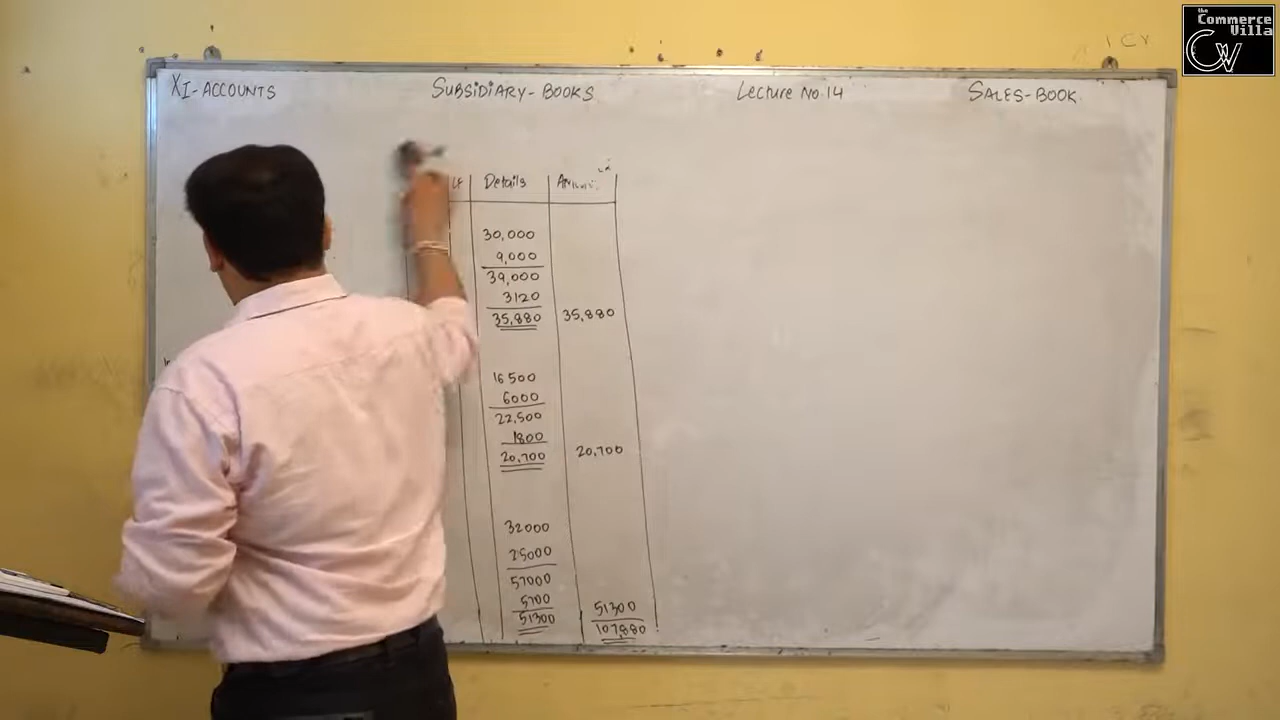 the
Commerce
Villa
CV
XI-ACCOUNTS SUBSIDIARY-BOOKS Lecture No.14 SALES-BOOK
LF Details
30,000
9,000
39,000
3120
35,880 35,880
16500
6000
22,500
1800
20,700 20,700
32000
25000
57000
5700 51300
51300 107,880